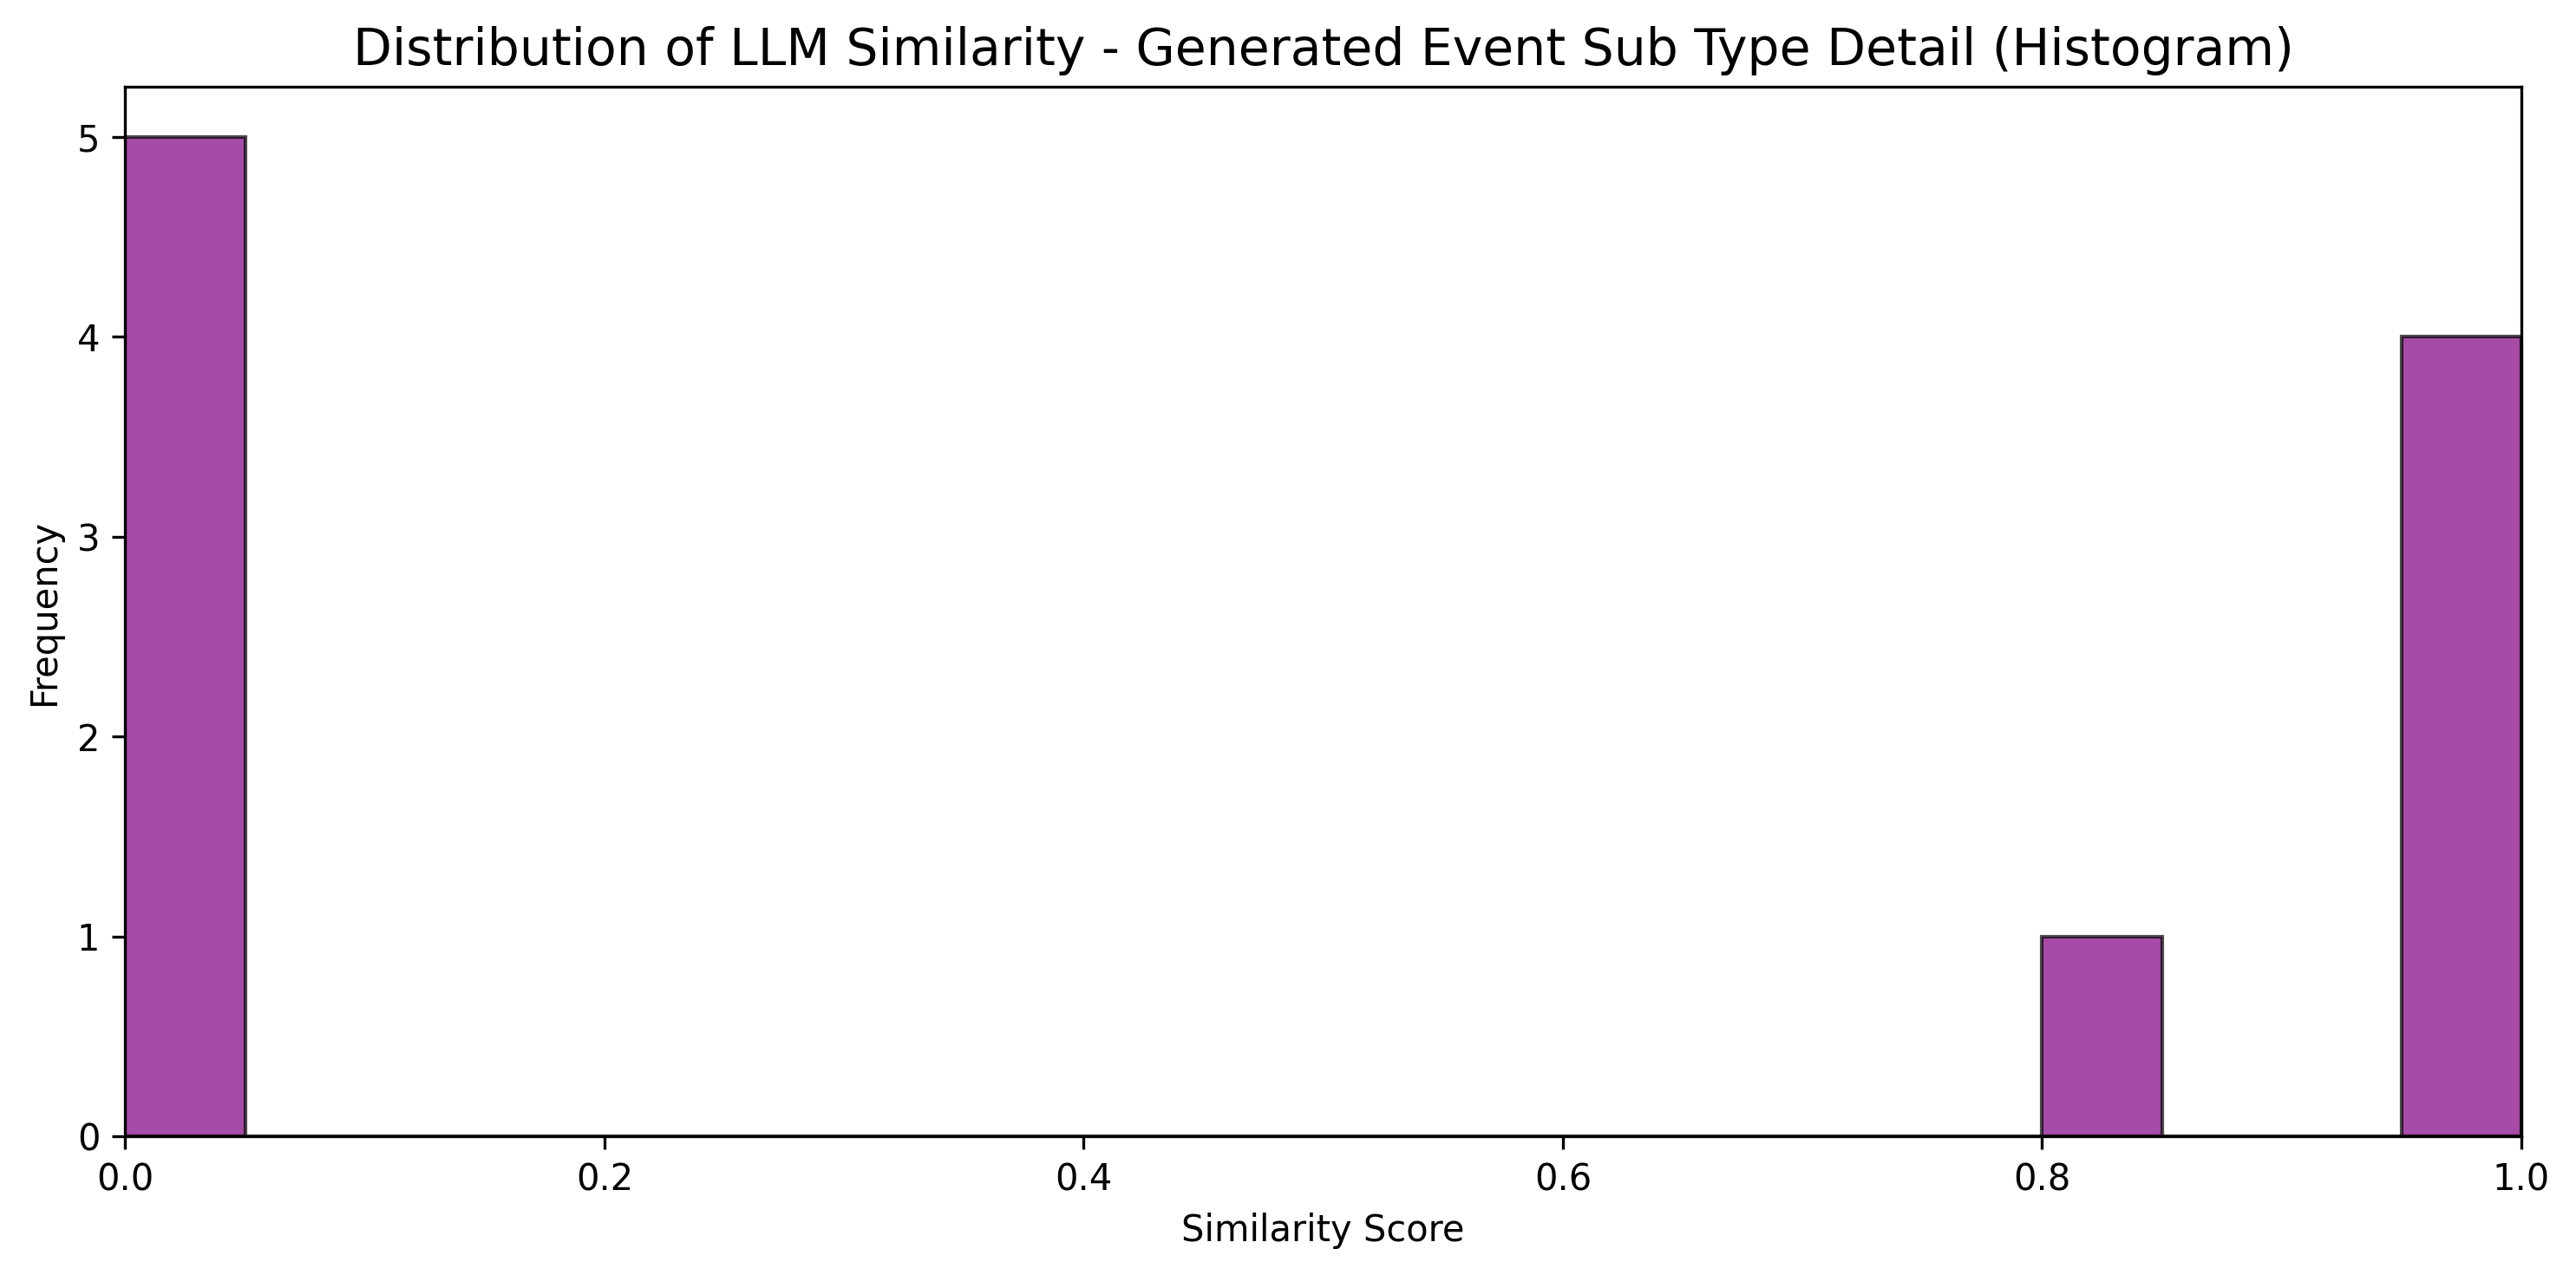 Distribution of LLM Similarity - Generated Event Sub Type Detail (Histogram)
Frequency
5
4
3
2
1
0
0.0 0.2 0.4 0.6 0.8 1.0
Similarity Score